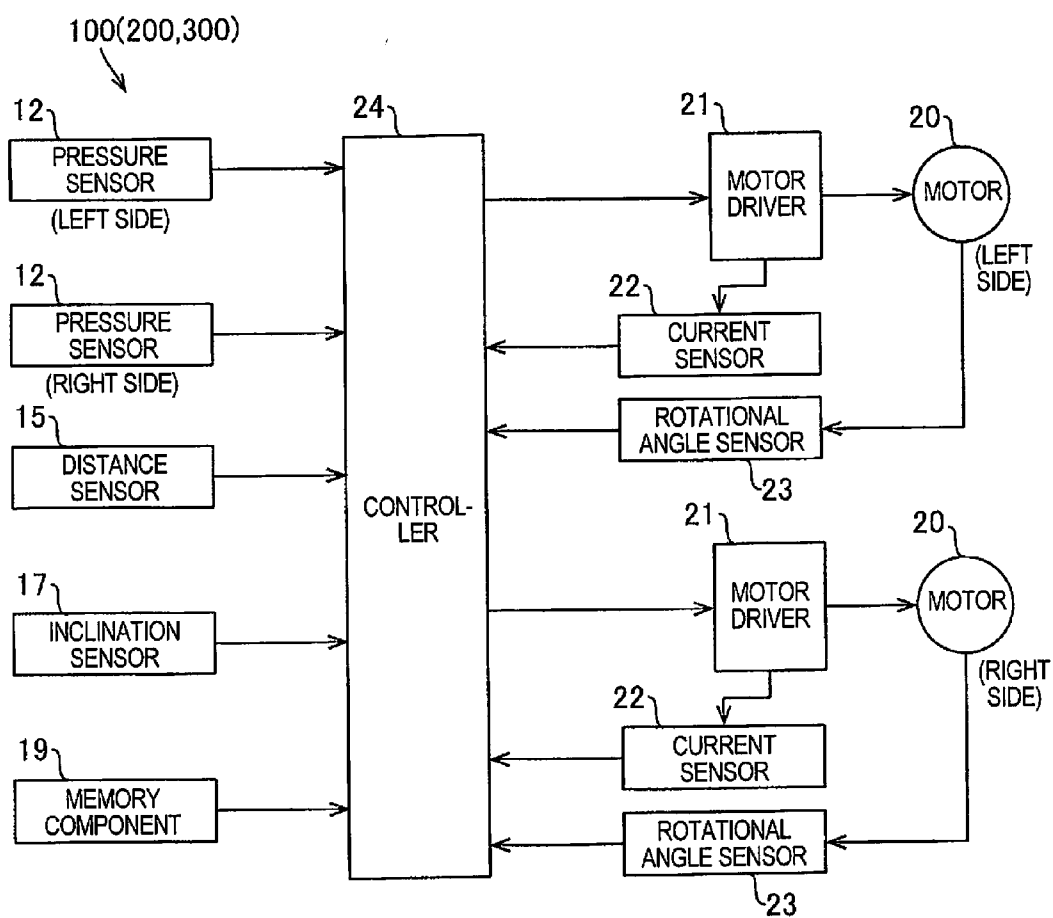 100(200,300)
12
PRESSURE
SENSOR
(LEFT SIDE)
12
PRESSURE
SENSOR
(RIGHT SIDE)
15
DISTANCE
SENSOR
17
INCLINATION
SENSOR
19
MEMORY
COMPONENT
24
CONTROL-
LER
21
MOTOR
DRIVER
20
MOTOR
(LEFT
SIDE)
22
CURRENT
SENSOR
ROTATIONAL
ANGLE SENSOR
23
21
MOTOR
DRIVER
20
MOTOR
(RIGHT
SIDE)
22
CURRENT
SENSOR
ROTATIONAL
ANGLE SENSOR
23